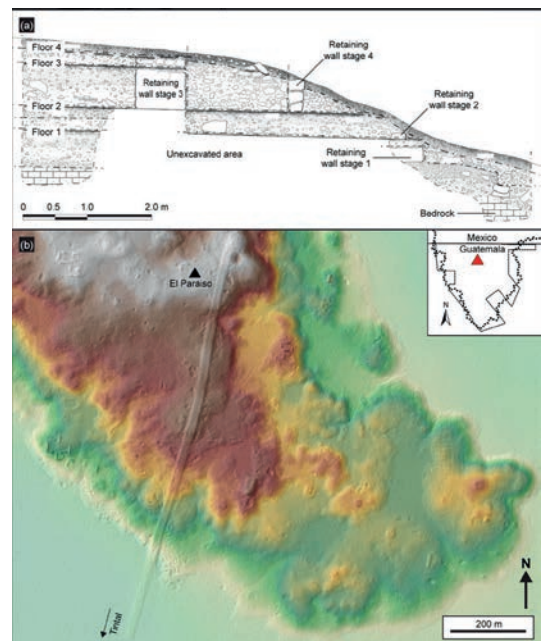 (a)
Floor 4
Floor 3
Floor 2
Floor 1
Retaining
wall stage 3
Retaining
wall stage 4
Retaining
wall stage 2
Retaining
wall stage 1
Unexcavated area
Bedrock
0 0.5 1.0 2.0 m
(b)
El Paraiso
Mexico
Guatemala
N
Tintal
N
200 m